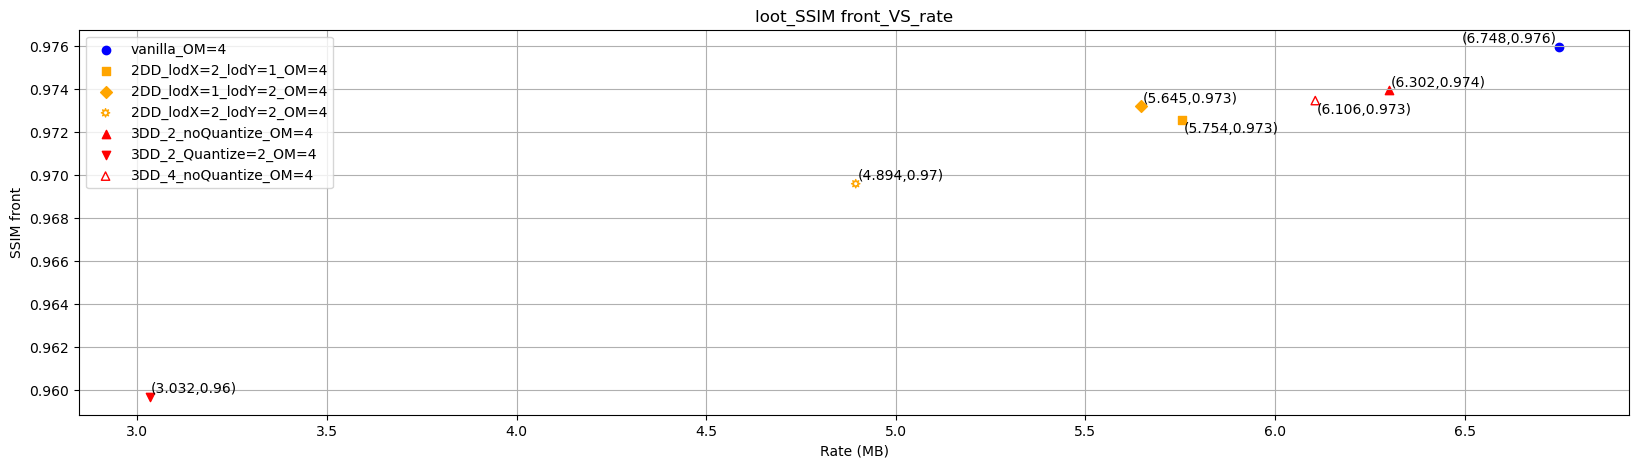 loot_SSIM front_VS_rate
vanilla_OM=4
2DD_lodX=2_lodY=1_OM=4
2DD_lodX=1_lodY=2_OM=4
2DD_lodX=2_lodY=2_OM=4
3DD_2_noQuantize_OM=4
3DD_2_Quantize=2_OM=4
3DD_4_noQuantize_OM=4
(6.748,0.976)
(6.302,0.974)
(5.645,0.973)
(6.106,0.973)
(5.754,0.973)
(4.894,0.97)
(3.032,0.96)
SSIM front
0.976
0.974
0.972
0.970
0.968
0.966
0.964
0.962
0.960
3.0
3.5
4.0
4.5
5.0
5.5
6.0
6.5
Rate (MB)